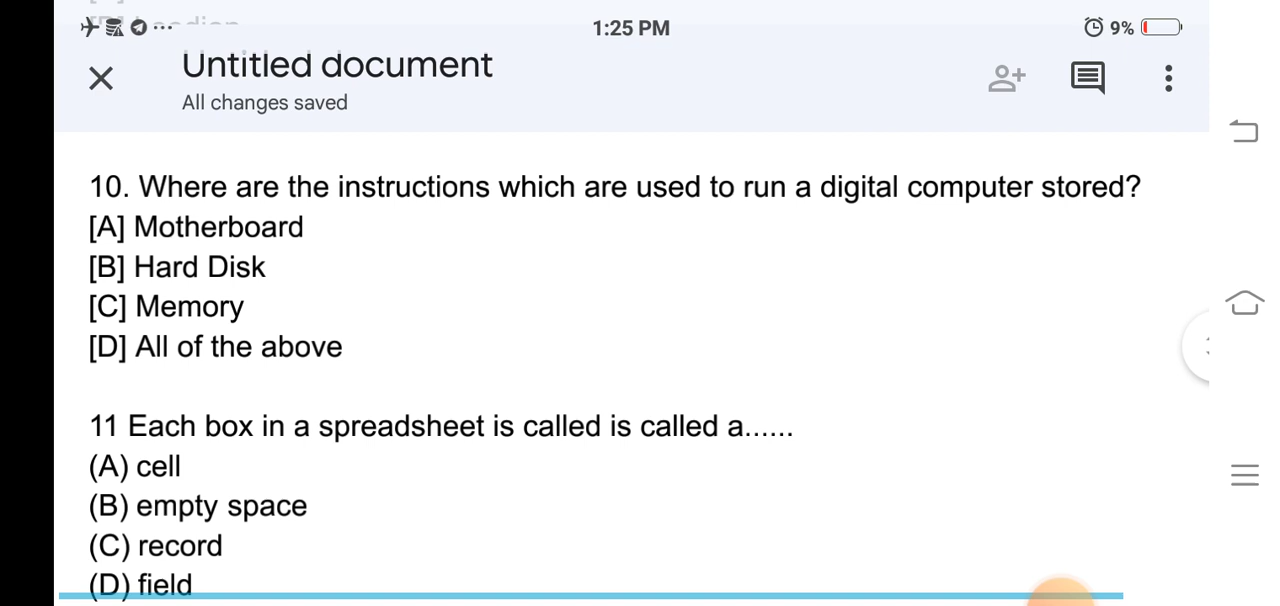 1:25 PM
9%
Untitled document
All changes saved
10. Where are the instructions which are used to run a digital computer stored?
[A] Motherboard
[B] Hard Disk
[C] Memory
[D] All of the above
11 Each box in a spreadsheet is called is called a......
(A) cell
(B) empty space
(C) record
(D) field